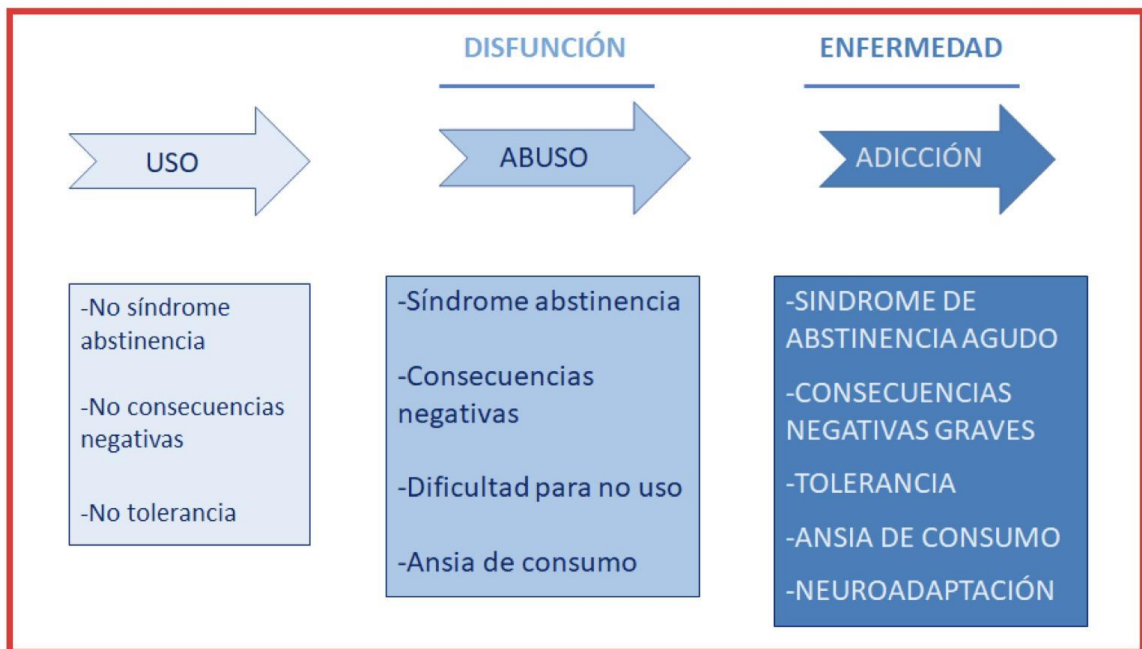 DISFUNCIÓN
ENFERMEDAD
USO
ABUSO
ADICCIÓN
-No síndrome
abstinencia
-No consecuencias
negativas
-No tolerancia
-Síndrome abstinencia
-Consecuencias
negativas
-Dificultad para no uso
-Ansia de consumo
-SINDROME DE
ABSTINENCIA AGUDO
-CONSECUENCIAS
NEGATIVAS GRAVES
-TOLERANCIA
-ANSIA DE CONSUMO
-NEUROADAPTACIÓN